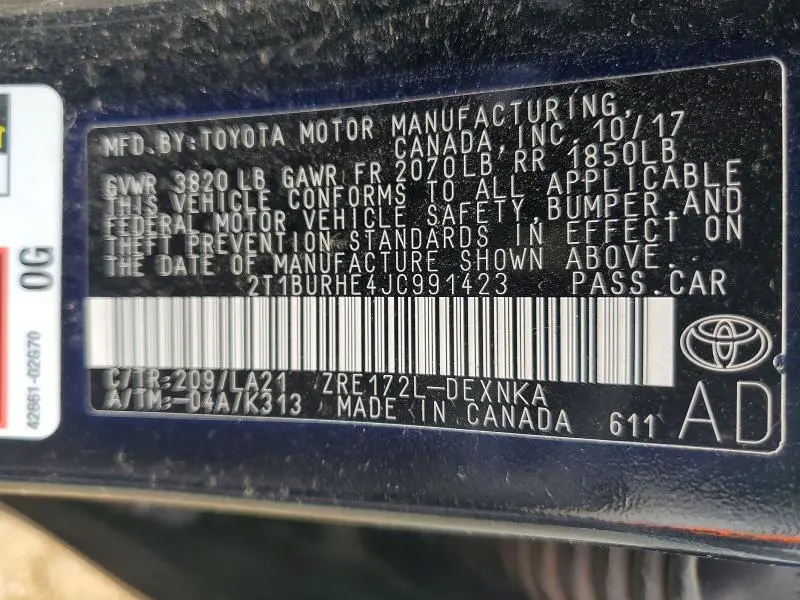 MFD. BY: TOYOTA MOTOR MANUFACTURING,
CANADA, INC. 10/17
GVWR 3820 LB GAWR FR 2070LB RR 1850LB
THIS VEHICLE CONFORMS TO ALL APPLICABLE
FEDERAL MOTOR VEHICLE SAFETY, BUMPER, AND
THEFT PREVENTION STANDARDS IN EFFECT ON
THE DATE OF MANUFACTURE SHOWN ABOVE.
2T1BURHE4JC991423 PASS. CAR
C/TR: 209/LA21 ZRE172L-DEXNKA
A/TM: -04A/K313 MADE IN CANADA 611 AD
0G
42661-02G70